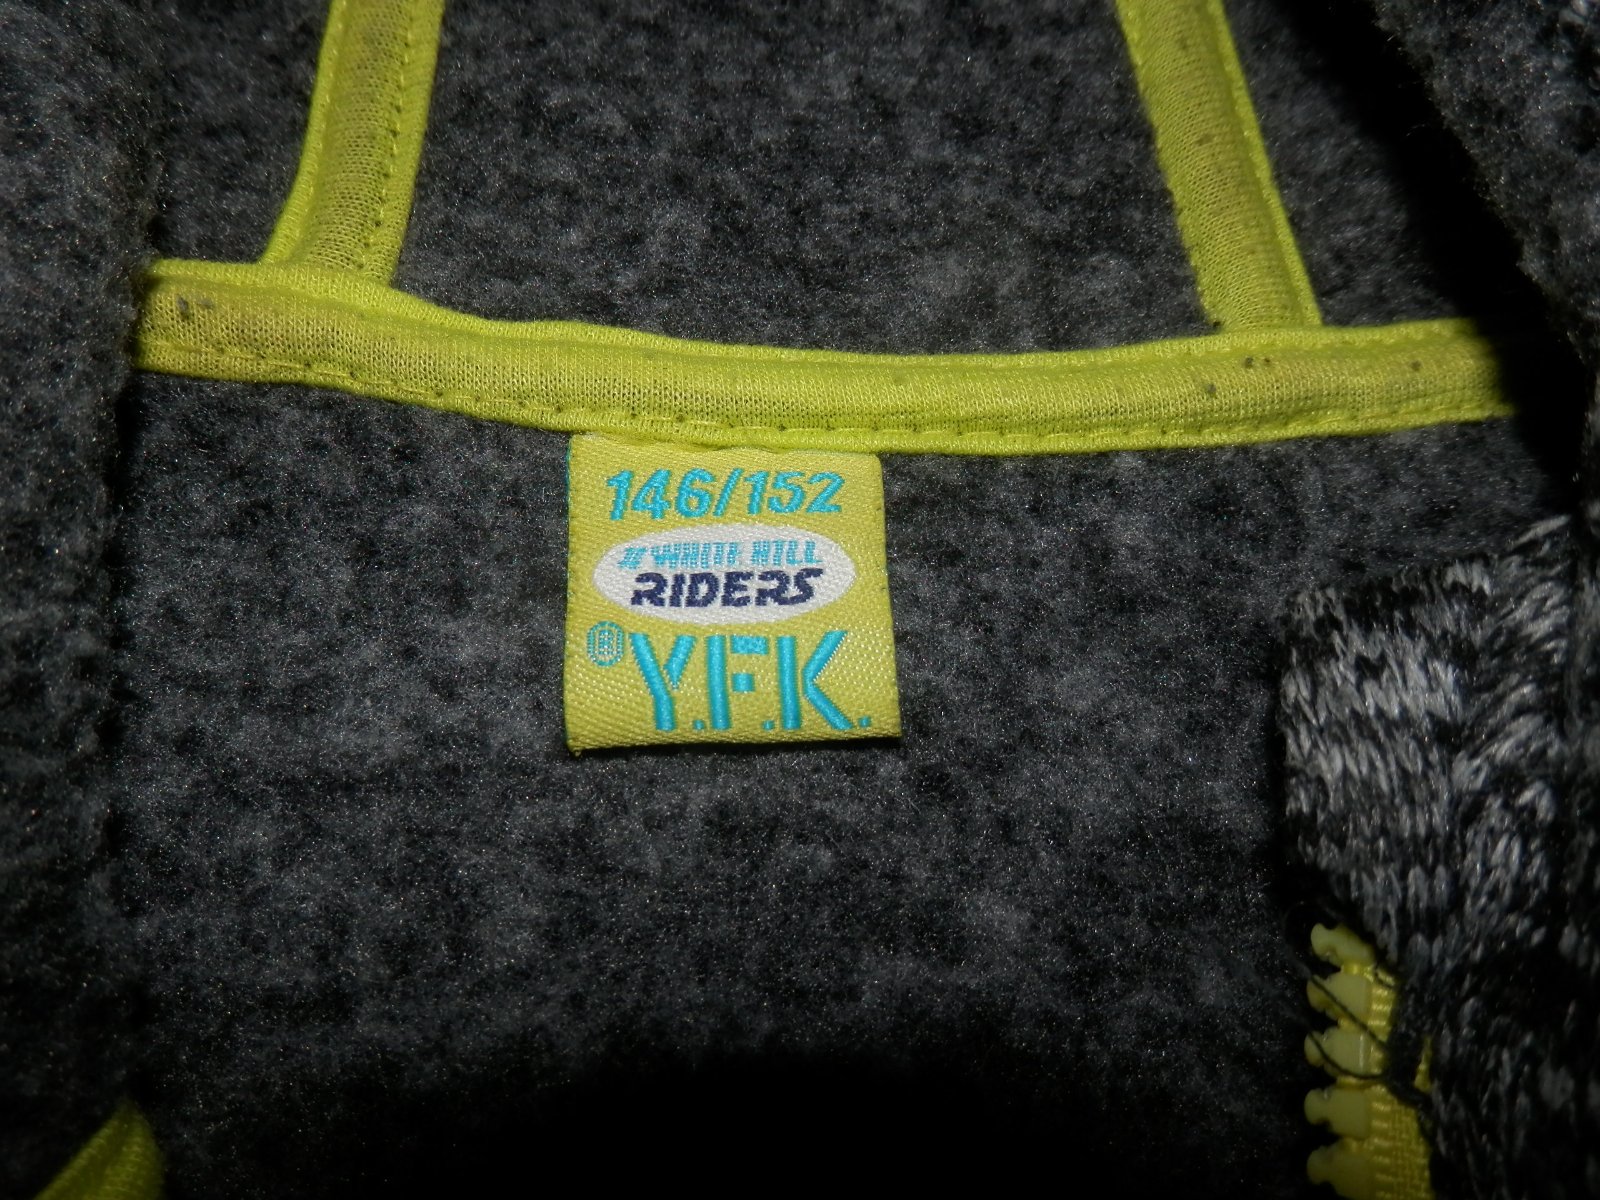 146/152
WHITE HILL
RIDERS
® Y.F.K.